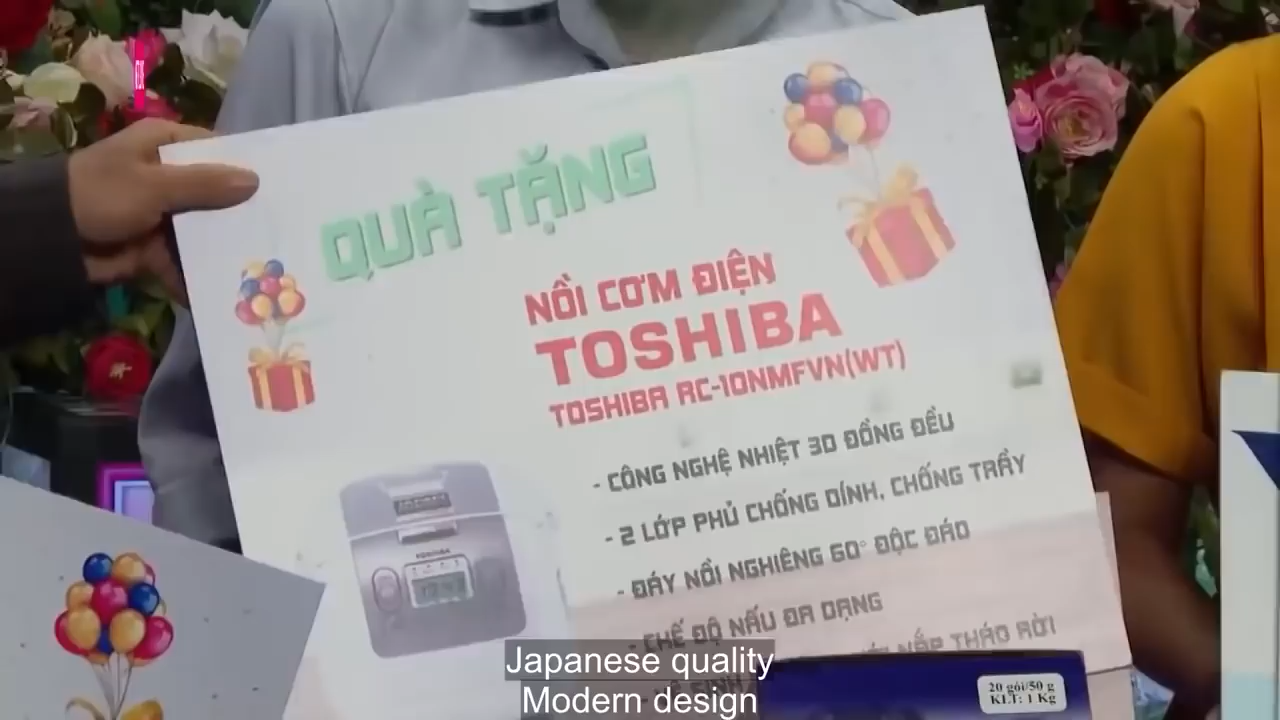 QUÀ TẶNG
NỒI CƠM ĐIỆN
TOSHIBA
TOSHIBA RC-10NMFVN(WT)
- CÔNG NGHỆ NHIỆT 3D ĐỒNG ĐỀU
- 2 LỚP PHỦ CHỐNG DÍNH, CHỐNG TRẦY
- ĐÁY NỒI NGHIÊNG 60° ĐỘC ĐÁO
- CHẾ ĐỘ NẤU ĐA DẠNG
NẮP THÁO RỜI
TOSHIBA
Japanese quality
Modern design
20 gói/50 g
KLT: 1 Kg